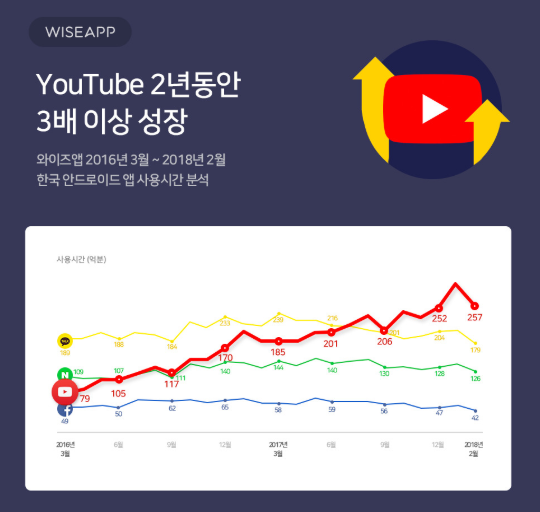 WISEAPP
YouTube 2년동안
3배 이상 성장
와이즈앱 2016년 3월 ~ 2018년 2월
한국 안드로이드 앱 사용시간 분석
사용시간 (억분)
189 188 184 233 239 216 201 204 179
N 109 107 111 140 144 140 130 128 126
79 105 117 170 185 201 206 252 257
f 49 50 62 65 58 59 56 47 42
2016년 6월 9월 12월 2017년 6월 9월 12월 2018년
3월 3월 2월